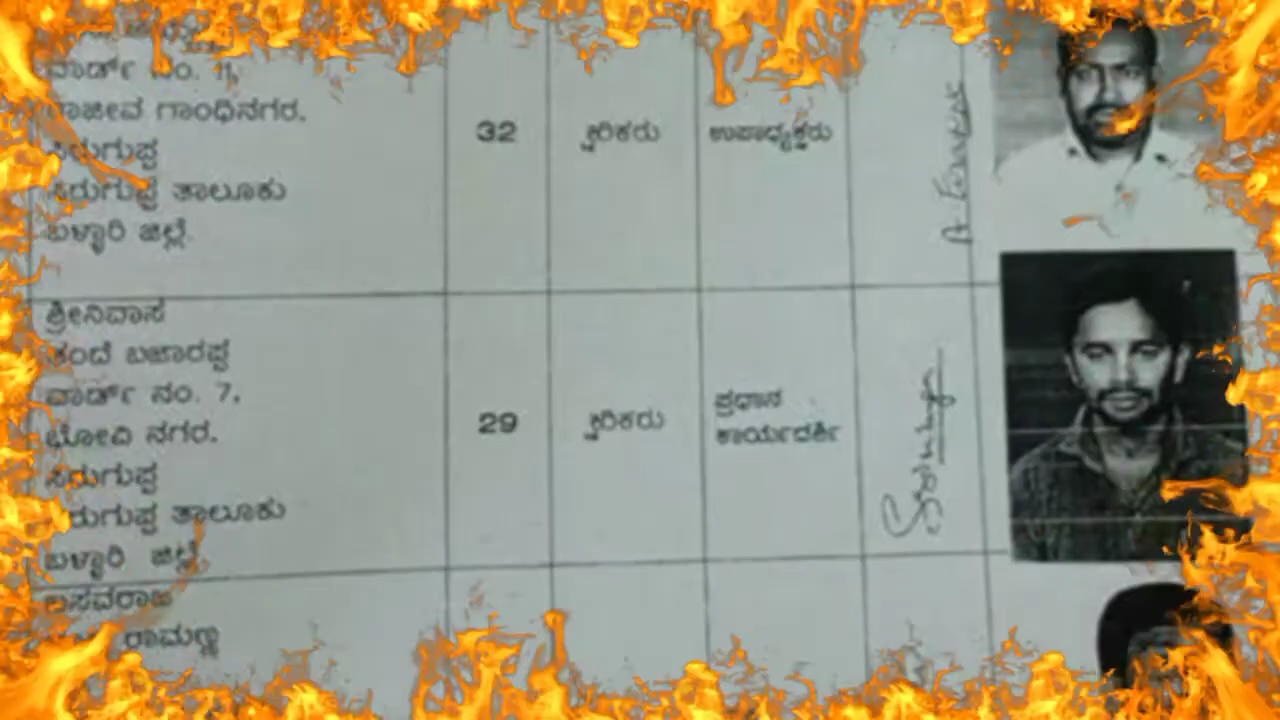 ವಾರ್ಡ್ ನಂ. 11,
ರಾಜೀವ ಗಾಂಧಿನಗರ,
ಸಿರುಗುಪ್ಪ
ಸಿರುಗುಪ್ಪ ತಾಲೂಕು
ಬಳ್ಳಾರಿ ಜಿಲ್ಲೆ.
32
ಕ್ಷೌರಿಕರು
ಉಪಾಧ್ಯಕ್ಷರು
ಶ್ರೀನಿವಾಸ
ತಂದೆ ಬಜಾರಪ್ಪ
ವಾರ್ಡ್ ನಂ. 7,
ಭೋವಿ ನಗರ,
ಸಿರುಗುಪ್ಪ
ಸಿರುಗುಪ್ಪ ತಾಲೂಕು
ಬಳ್ಳಾರಿ ಜಿಲ್ಲೆ.
29
ಕ್ಷೌರಿಕರು
ಪ್ರಧಾನ
ಕಾರ್ಯದರ್ಶಿ
ಬಸವರಾಜ
ರಾಮಣ್ಣ